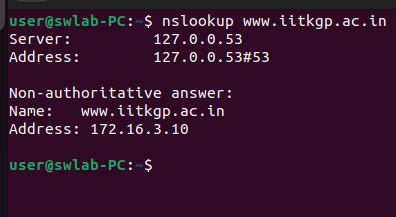 user@swlab-PC:~$ nslookup www.iitkgp.ac.in
Server:         127.0.0.53
Address:        127.0.0.53#53

Non-authoritative answer:
Name:   www.iitkgp.ac.in
Address: 172.16.3.10

user@swlab-PC:~$